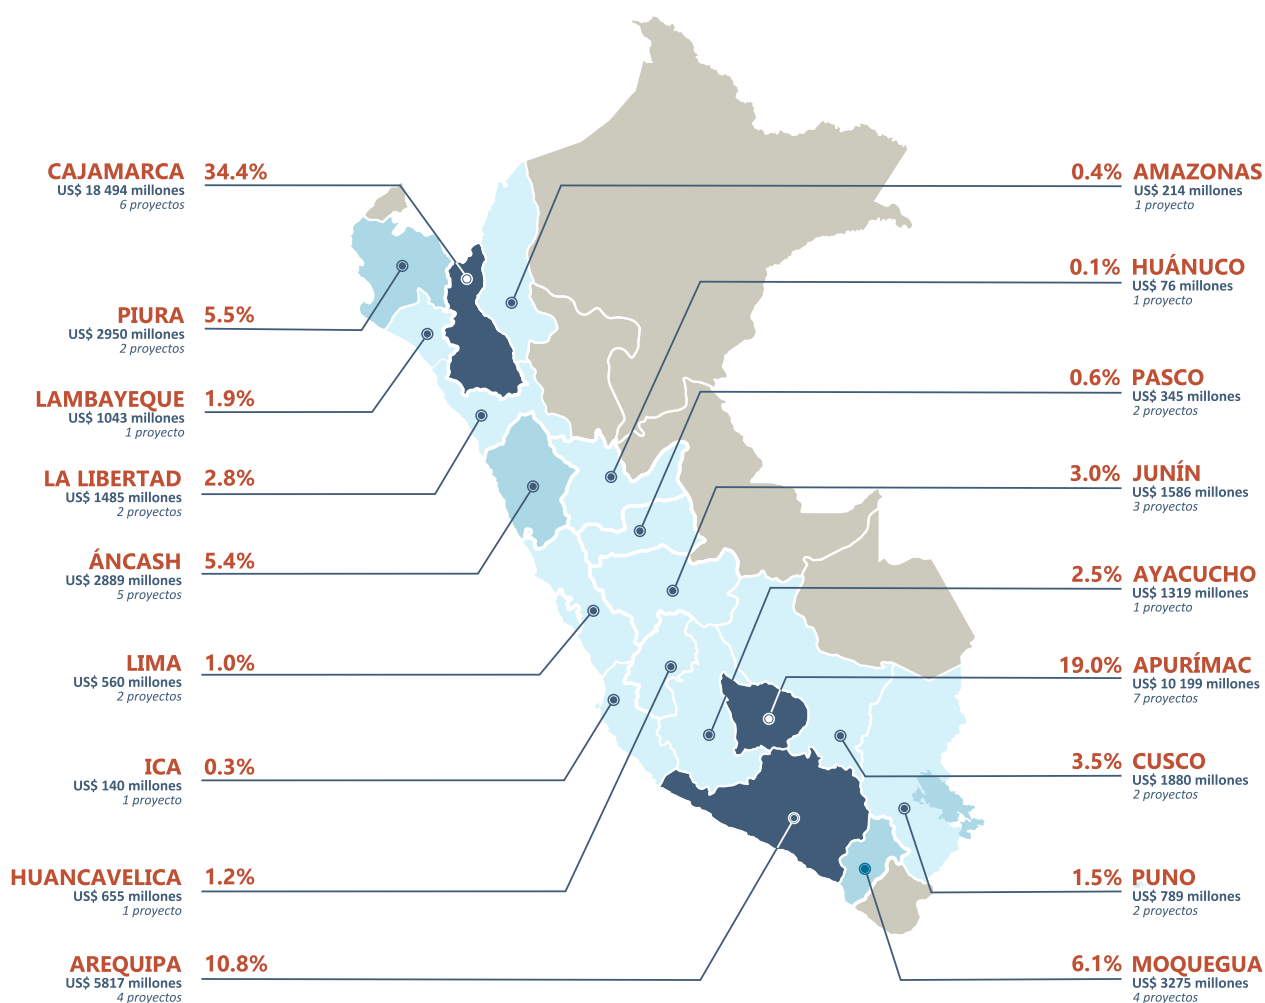 CAJAMARCA 34.4%
US$ 18 494 millones
6 proyectos
PIURA 5.5%
US$ 2950 millones
2 proyectos
LAMBAYEQUE 1.9%
US$ 1043 millones
1 proyecto
LA LIBERTAD 2.8%
US$ 1485 millones
2 proyectos
ÁNCASH 5.4%
US$ 2889 millones
5 proyectos
LIMA 1.0%
US$ 560 millones
2 proyectos
ICA 0.3%
US$ 140 millones
1 proyecto
HUANCAVELICA 1.2%
US$ 655 millones
1 proyecto
AREQUIPA 10.8%
US$ 5817 millones
4 proyectos
0.4% AMAZONAS
US$ 214 millones
1 proyecto
0.1% HUÁNUCO
US$ 76 millones
1 proyecto
0.6% PASCO
US$ 345 millones
2 proyectos
3.0% JUNÍN
US$ 1586 millones
3 proyectos
2.5% AYACUCHO
US$ 1319 millones
1 proyecto
19.0% APURÍMAC
US$ 10 199 millones
7 proyectos
3.5% CUSCO
US$ 1880 millones
2 proyectos
1.5% PUNO
US$ 789 millones
2 proyectos
6.1% MOQUEGUA
US$ 3275 millones
4 proyectos